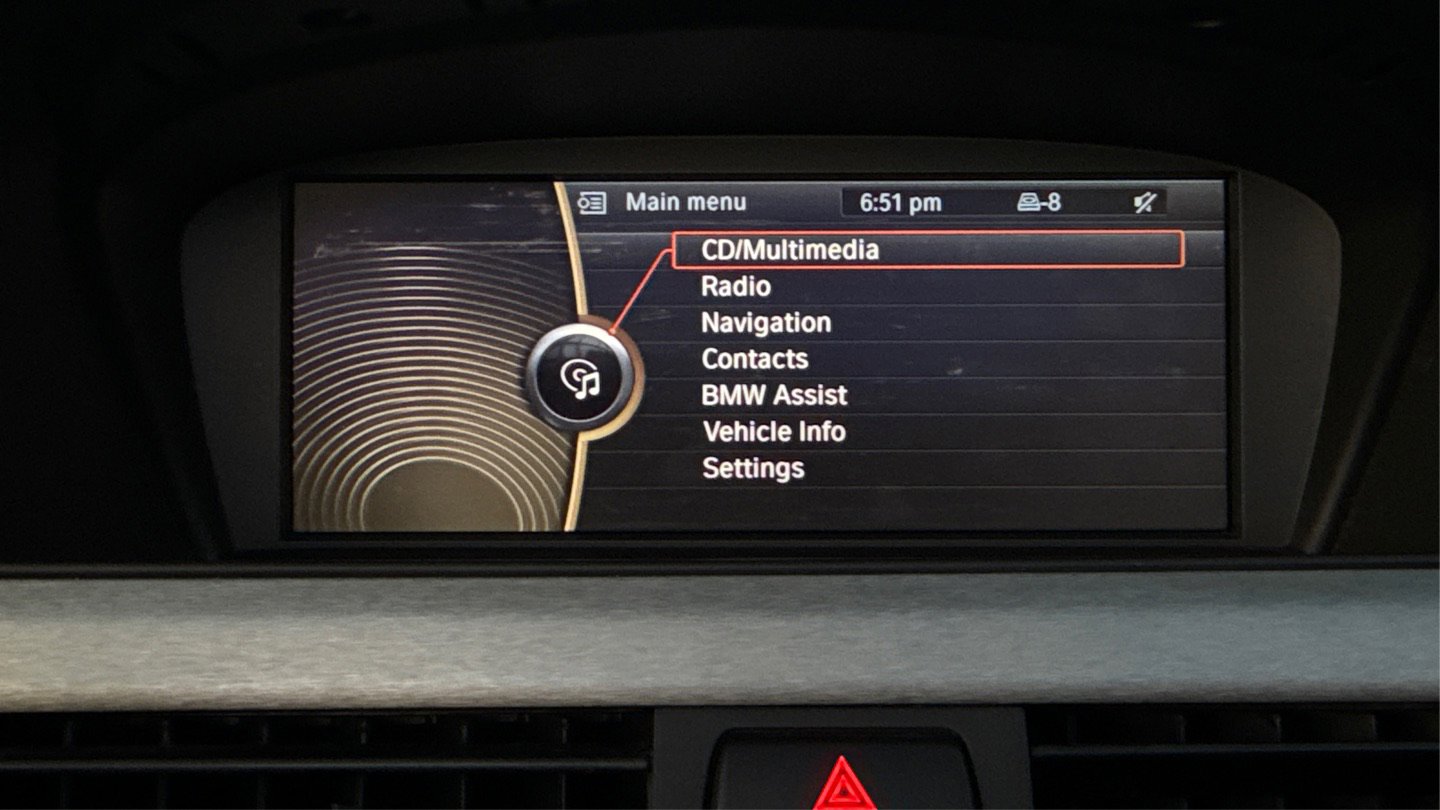 Main menu 6:51 pm -8
CD/Multimedia
Radio
Navigation
Contacts
BMW Assist
Vehicle Info
Settings